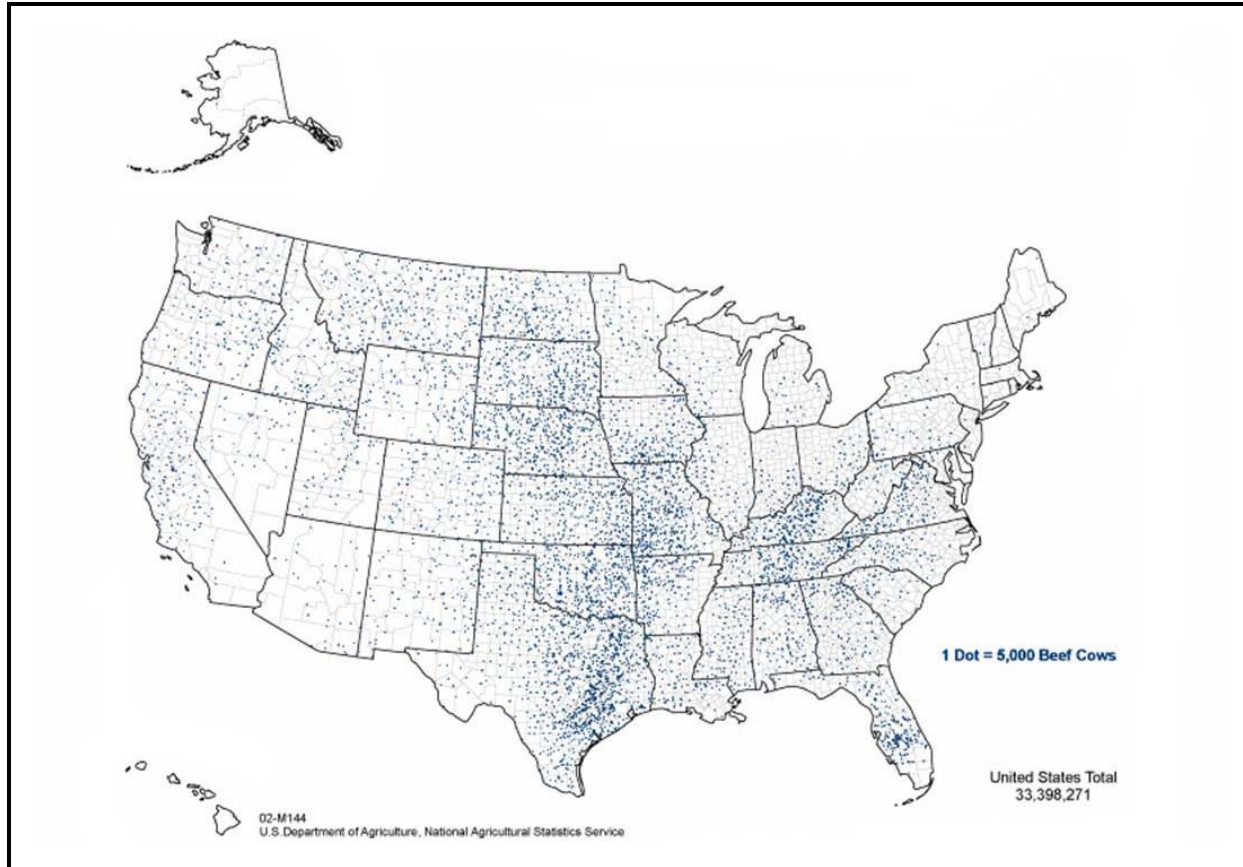 1 Dot = 5,000 Beef Cows
United States Total
33,398,271
02-M144
U.S.Department of Agriculture, National Agricultural Statistics Service